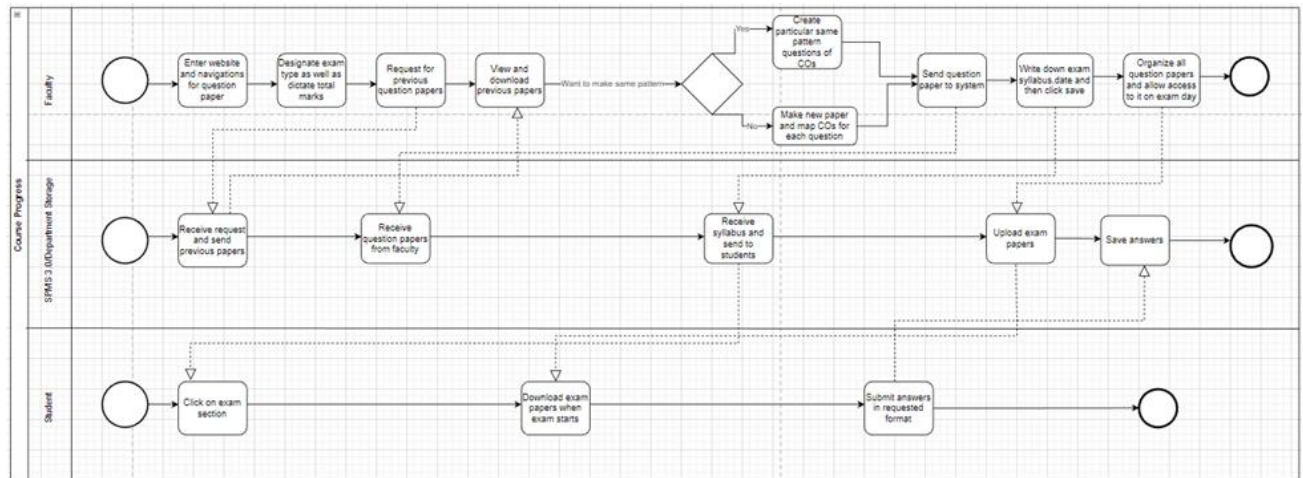 Course Progress
Faculty
Enter website
and navigations
for question
paper
Designate exam
type as well as
dictate total
marks
Request for
previous
question papers
View and
download
previous papers
Want to make same pattern
Yes
No
Create
particular same
pattern
questions of
COs
Make new paper
and map COs for
each question
Send question
paper to system
Write down exam
syllabus,date and
then click save
Organize all
question papers
and allow access
to it on exam day
SPMS 3.0/Department Storage
Receive request
and send
previous papers
Receive
question papers
from faculty
Receive
syllabus and
send to
students
Upload exam
papers
Save answers
Student
Click on exam
section
Download exam
papers when
exam starts
Submit answers
in requested
format